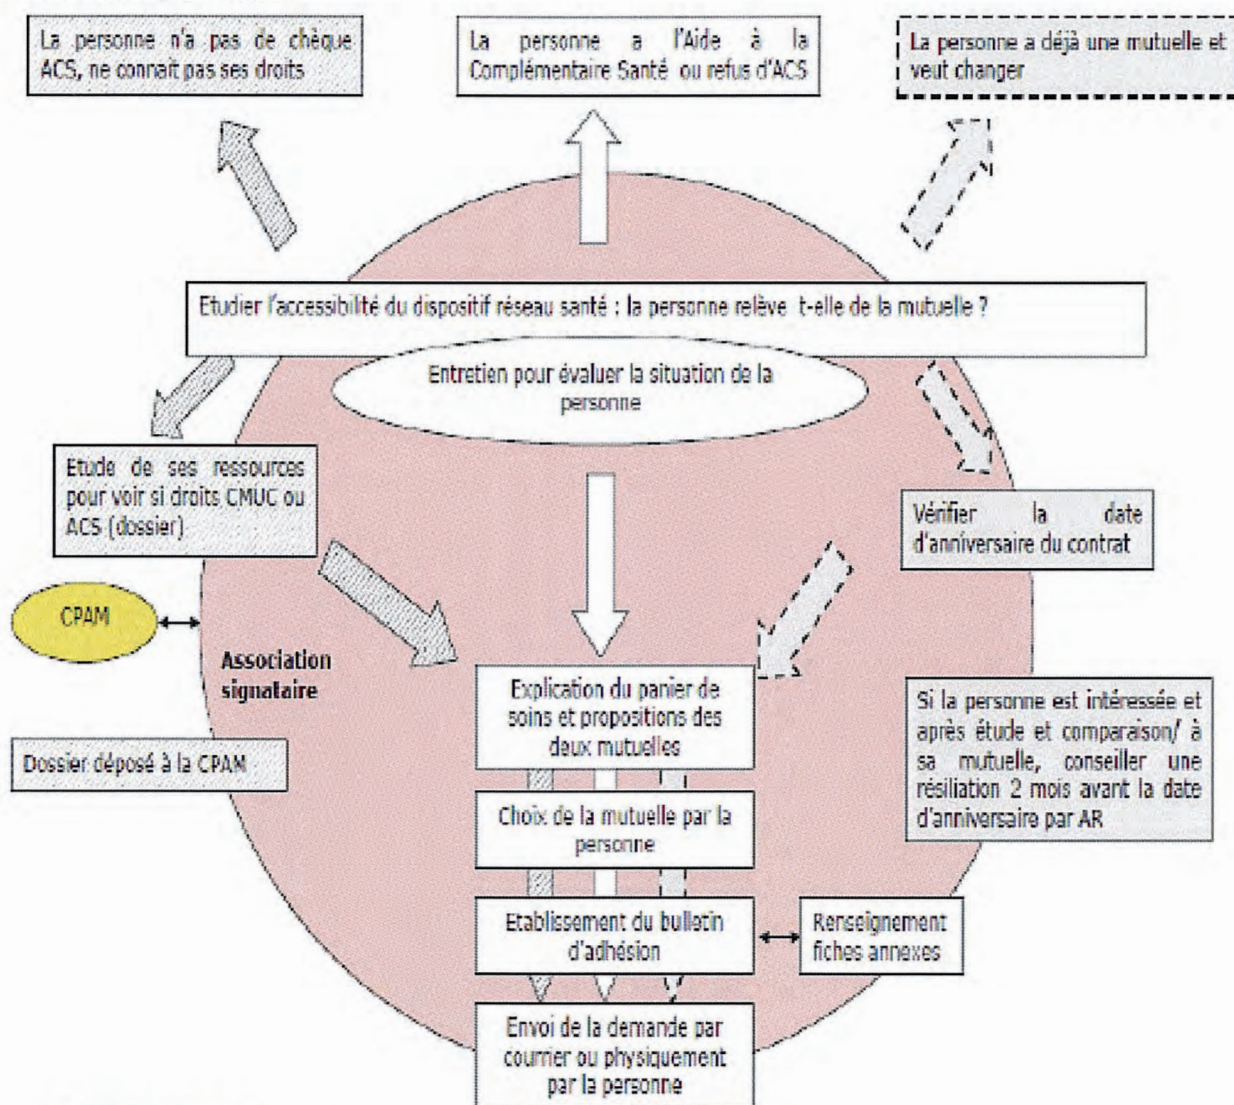 La personne n'a pas de chèque
ACS, ne connait pas ses droits
La personne a l'Aide à la
Complémentaire Santé ou refus d'ACS
La personne a déjà une mutuelle et
veut changer
Etudier l'accessibilité du dispositif réseau santé : la personne relève t-elle de la mutuelle ?
Entretien pour évaluer la situation de la
personne
Etude de ses ressources
pour voir si droits CMUC ou
ACS (dossier)
Vérifier la date
d'anniversaire du contrat
CPAM
Association
signataire
Explication du panier de
soins et propositions des
deux mutuelles
Si la personne est intéressée et
après étude et comparaison/ à
sa mutuelle, conseiller une
résiliation 2 mois avant la date
d'anniversaire par AR
Dossier déposé à la CPAM
Choix de la mutuelle par la
personne
Etablissement du bulletin
d'adhésion
Renseignement
fiches annexes
Envoi de la demande par
courrier ou physiquement
par la personne